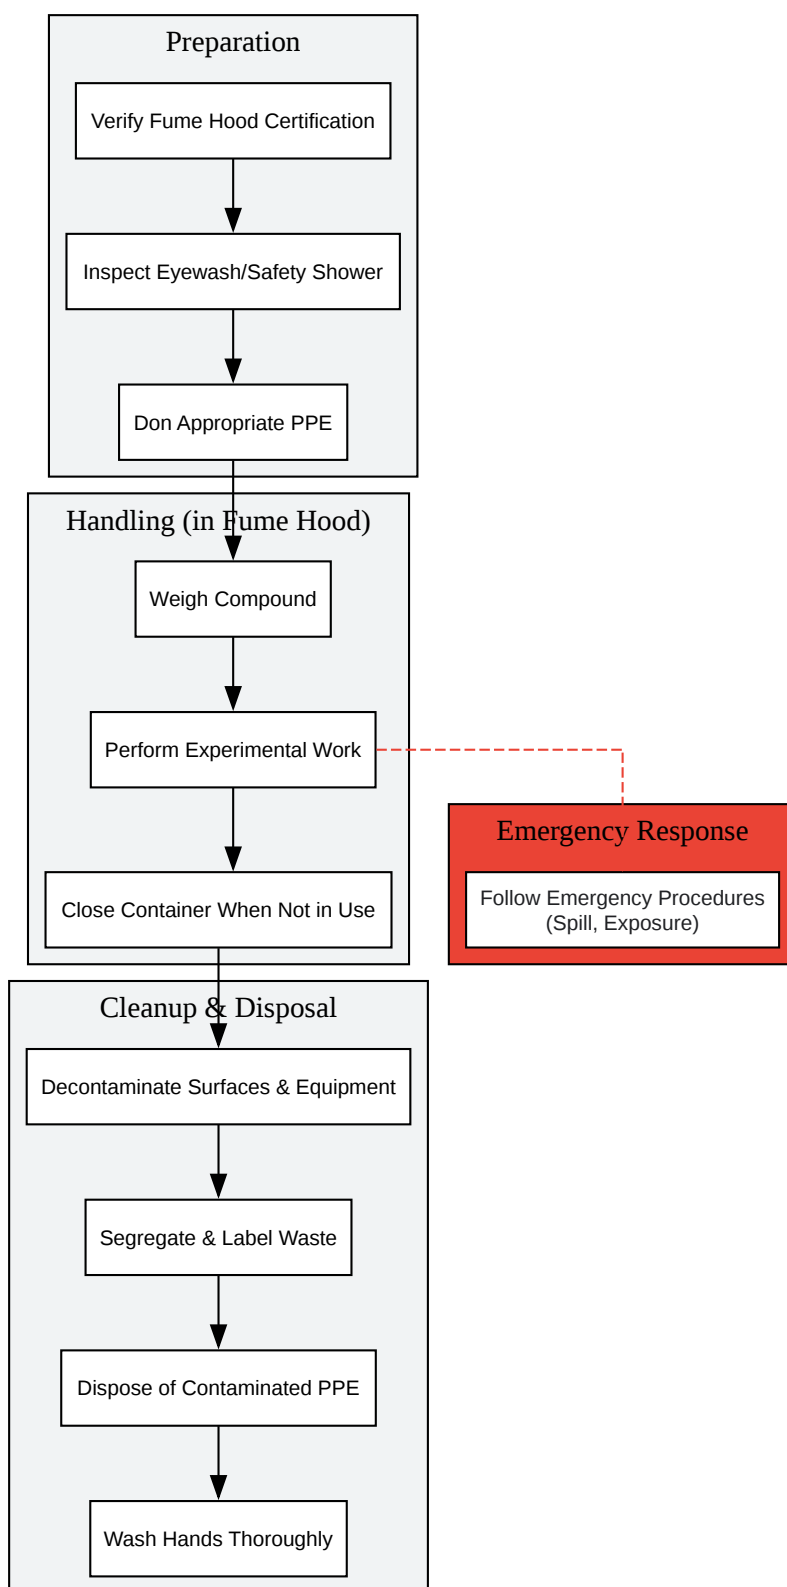 Preparation
Verify Fume Hood Certification
Inspect Eyewash/Safety Shower
Don Appropriate PPE
Handling (in Fume Hood)
Weigh Compound
Perform Experimental Work
Close Container When Not in Use
Emergency Response
Follow Emergency Procedures
(Spill, Exposure)
Cleanup & Disposal
Decontaminate Surfaces & Equipment
Segregate & Label Waste
Dispose of Contaminated PPE
Wash Hands Thoroughly